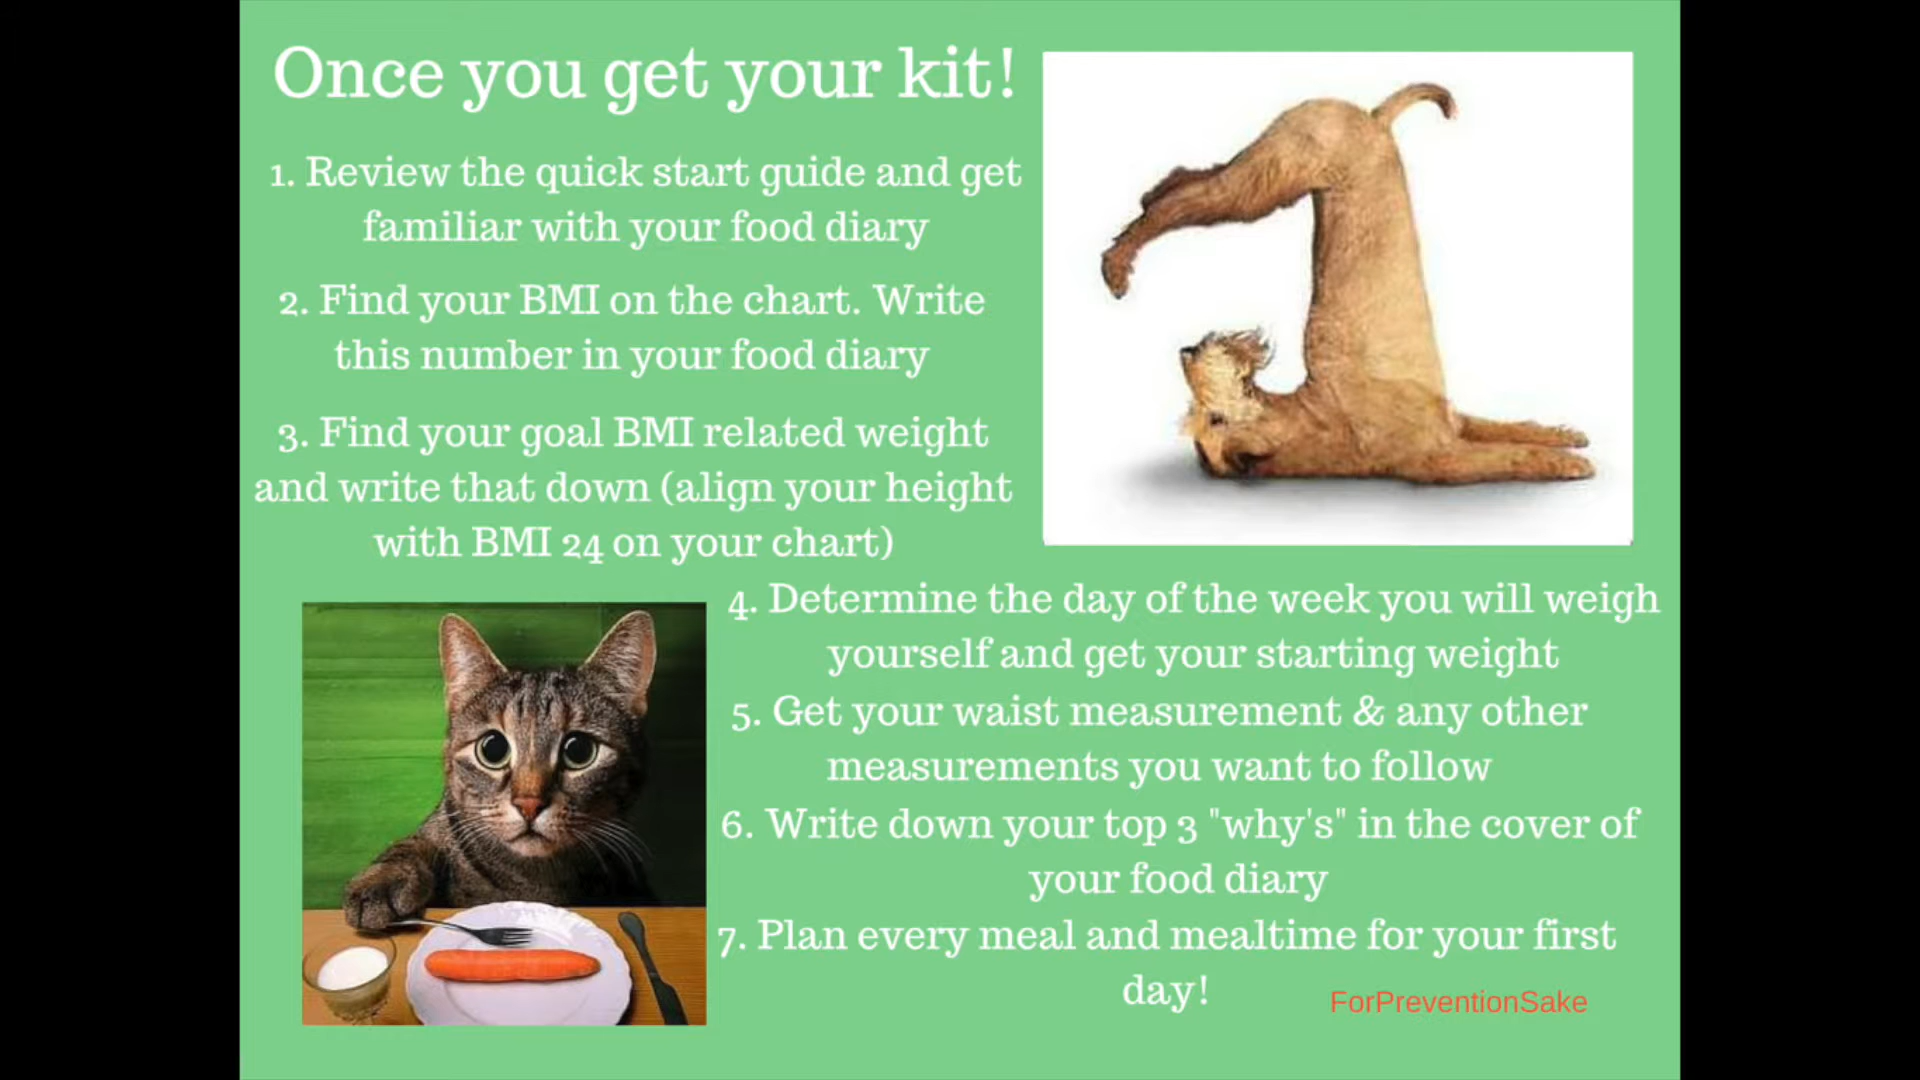 Once you get your kit!
1. Review the quick start guide and get
familiar with your food diary
2. Find your BMI on the chart. Write
this number in your food diary
3. Find your goal BMI related weight
and write that down (align your height
with BMI 24 on your chart)
4. Determine the day of the week you will weigh
yourself and get your starting weight
5. Get your waist measurement & any other
measurements you want to follow
6. Write down your top 3 "why's" in the cover of
your food diary
7. Plan every meal and mealtime for your first
day!
ForPreventionSake